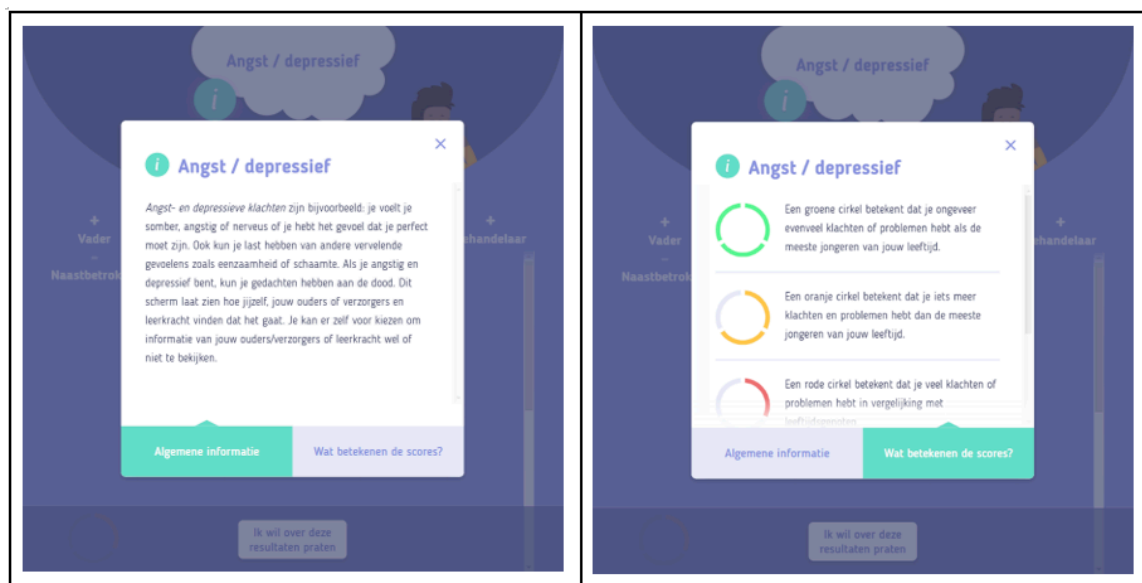 Angst / depressief
i
×
i Angst / depressief
Angst- en depressieve klachten zijn bijvoorbeeld: je voelt je
somber, angstig of nerveus of je hebt het gevoel dat je perfect
moet zijn. Ook kun je last hebben van andere vervelende
gevoelens zoals eenzaamheid of schaamte. Als je angstig en
depressief bent, kun je gedachten hebben aan de dood. Dit
scherm laat zien hoe jijzelf, jouw ouders of verzorgers en
leerkracht vinden dat het gaat. Je kan er zelf voor kiezen om
informatie van jouw ouders/verzorgers of leerkracht wel of
niet te bekijken.
+
Vader
-
Naastbetrok
+
ehandelaar
Algemene informatie
Wat betekenen de scores?
Ik wil over deze
resultaten praten
Angst / depressief
i
×
i Angst / depressief
Een groene cirkel betekent dat je ongeveer
evenveel klachten of problemen hebt als de
meeste jongeren van jouw leeftijd.
Een oranje cirkel betekent dat je iets meer
klachten en problemen hebt dan de meeste
jongeren van jouw leeftijd.
Een rode cirkel betekent dat je veel klachten of
problemen hebt in vergelijking met
leeftijdsgenoten.
+
Vader
-
Naastbetrok
+
ehandelaar
Algemene informatie
Wat betekenen de scores?
Ik wil over deze
resultaten praten